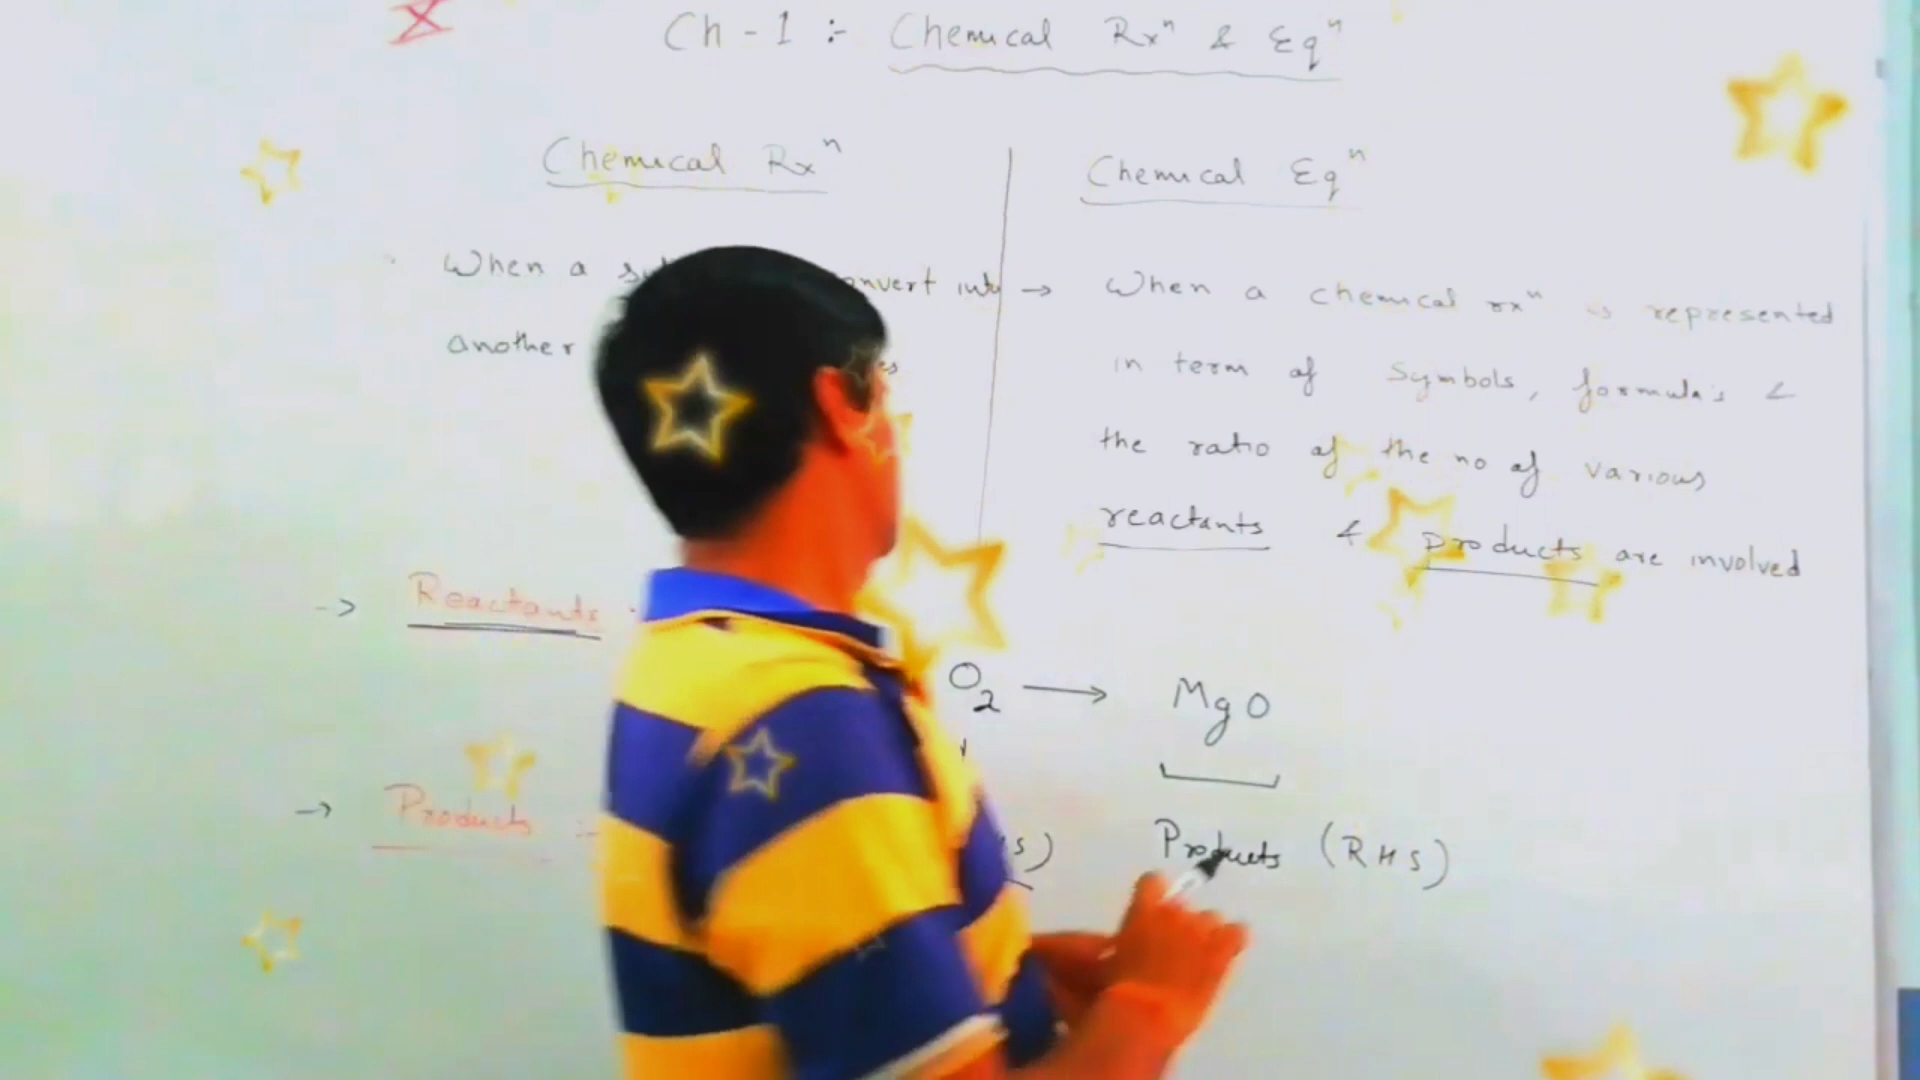 X
Ch - 1 :- Chemical Rxⁿ & Eqⁿ
Chemical Rxⁿ
When a
into
another
Reactants
Products :-
Chemical Eqⁿ
→ When a chemical rxⁿ is represented
in term of symbols, formula's &
the ratio of the no of various
reactants & products are involved
O₂ → MgO
Products (RHS)